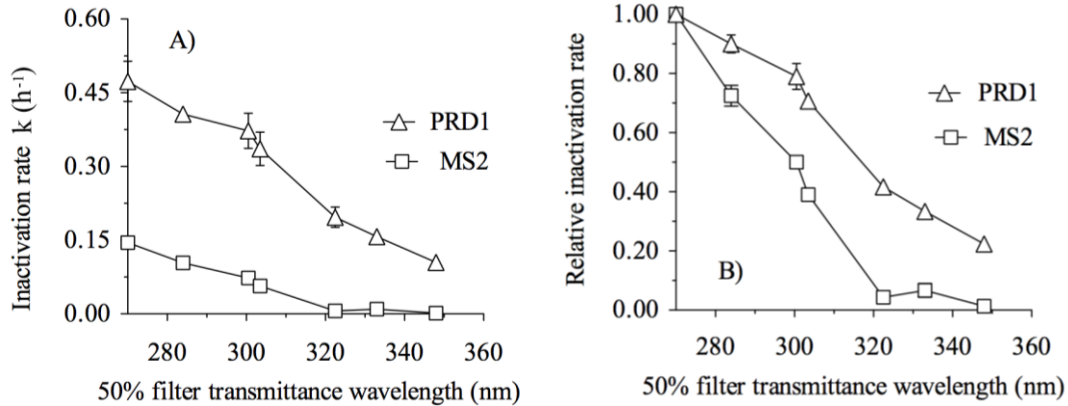 A)
Inactivation rate k (h⁻¹)
0.60
0.45
0.30
0.15
0.00
280 300 320 340 360
50% filter transmittance wavelength (nm)
PRD1
MS2
B)
Relative inactivation rate
1.00
0.80
0.60
0.40
0.20
0.00
280 300 320 340 360
50% filter transmittance wavelength (nm)
PRD1
MS2